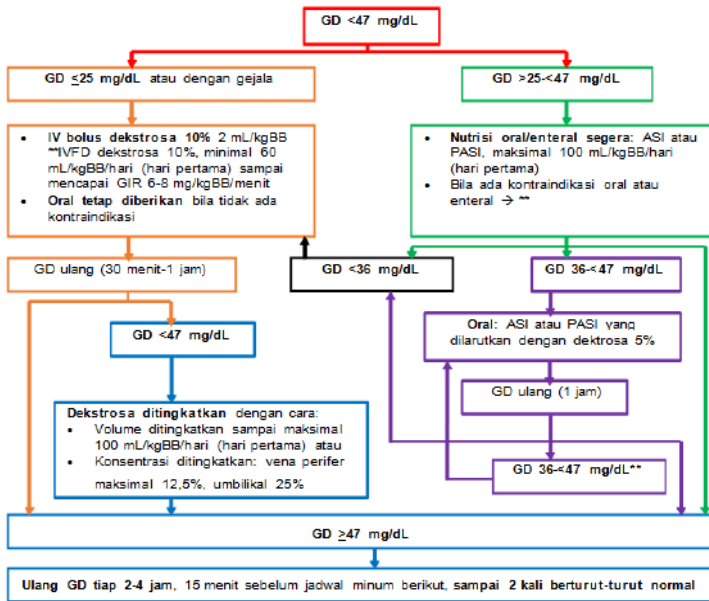 GD <47 mg/dL
GD ≤25 mg/dL atau dengan gejala
GD >25-<47 mg/dL
• IV bolus dekstrosa 10% 2 mL/kgBB
**IVFD dekstrosa 10%, minimal 60
mL/kgBB/hari (hari pertama) sampai
mencapai GIR 6-8 mg/kgBB/menit
• Oral tetap diberikan bila tidak ada
kontraindikasi
• Nutrisi oral/enteral segera: ASI atau
PASI, maksimal 100 mL/kgBB/hari
(hari pertama)
• Bila ada kontraindikasi oral atau
enteral → **
GD ulang (30 menit-1 jam)
GD <36 mg/dL
GD 36-<47 mg/dL
GD <47 mg/dL
Oral: ASI atau PASI yang
dilarutkan dengan dektrosa 5%
GD ulang (1 jam)
Dekstrosa ditingkatkan dengan cara:
• Volume ditingkatkan sampai maksimal
100 mL/kgBB/hari (hari pertama) atau
• Konsentrasi ditingkatkan: vena perifer
maksimal 12,5%, umbilikal 25%
GD 36-<47 mg/dL**
GD ≥47 mg/dL
Ulang GD tiap 2-4 jam, 15 menit sebelum jadwal minum berikut, sampai 2 kali berturut-turut normal